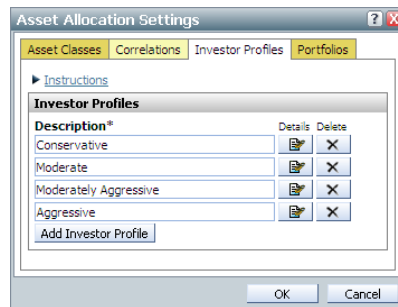 Asset Allocation Settings
? X
Asset Classes Correlations Investor Profiles Portfolios
Instructions
Investor Profiles
Description* Details Delete
Conservative
Moderate
Moderately Aggressive
Aggressive
Add Investor Profile
OK Cancel